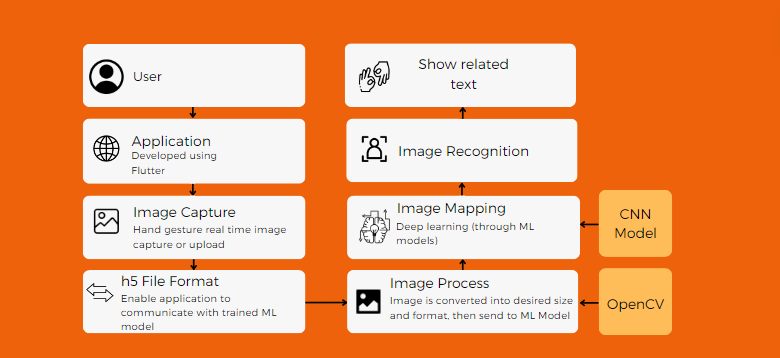 User
Application
Developed using
Flutter
Image Capture
Hand gesture real time image
capture or upload
h5 File Format
Enable application to
communicate with trained ML
model
Show related
text
Image Recognition
Image Mapping
Deep learning (through ML
models)
Image Process
Image is converted into desired size
and format, then send to ML Model
CNN
Model
OpenCV